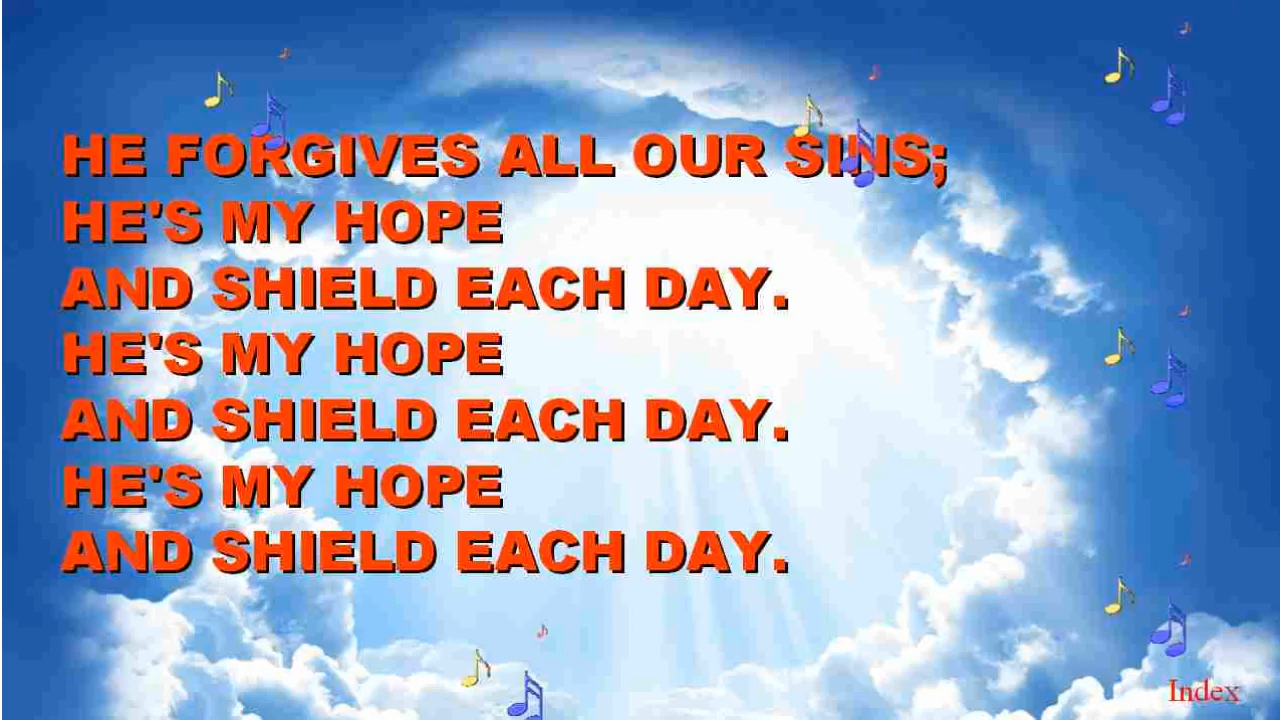 HE FORGIVES ALL OUR SINS;
HE'S MY HOPE
AND SHIELD EACH DAY.
HE'S MY HOPE
AND SHIELD EACH DAY.
HE'S MY HOPE
AND SHIELD EACH DAY.
Index